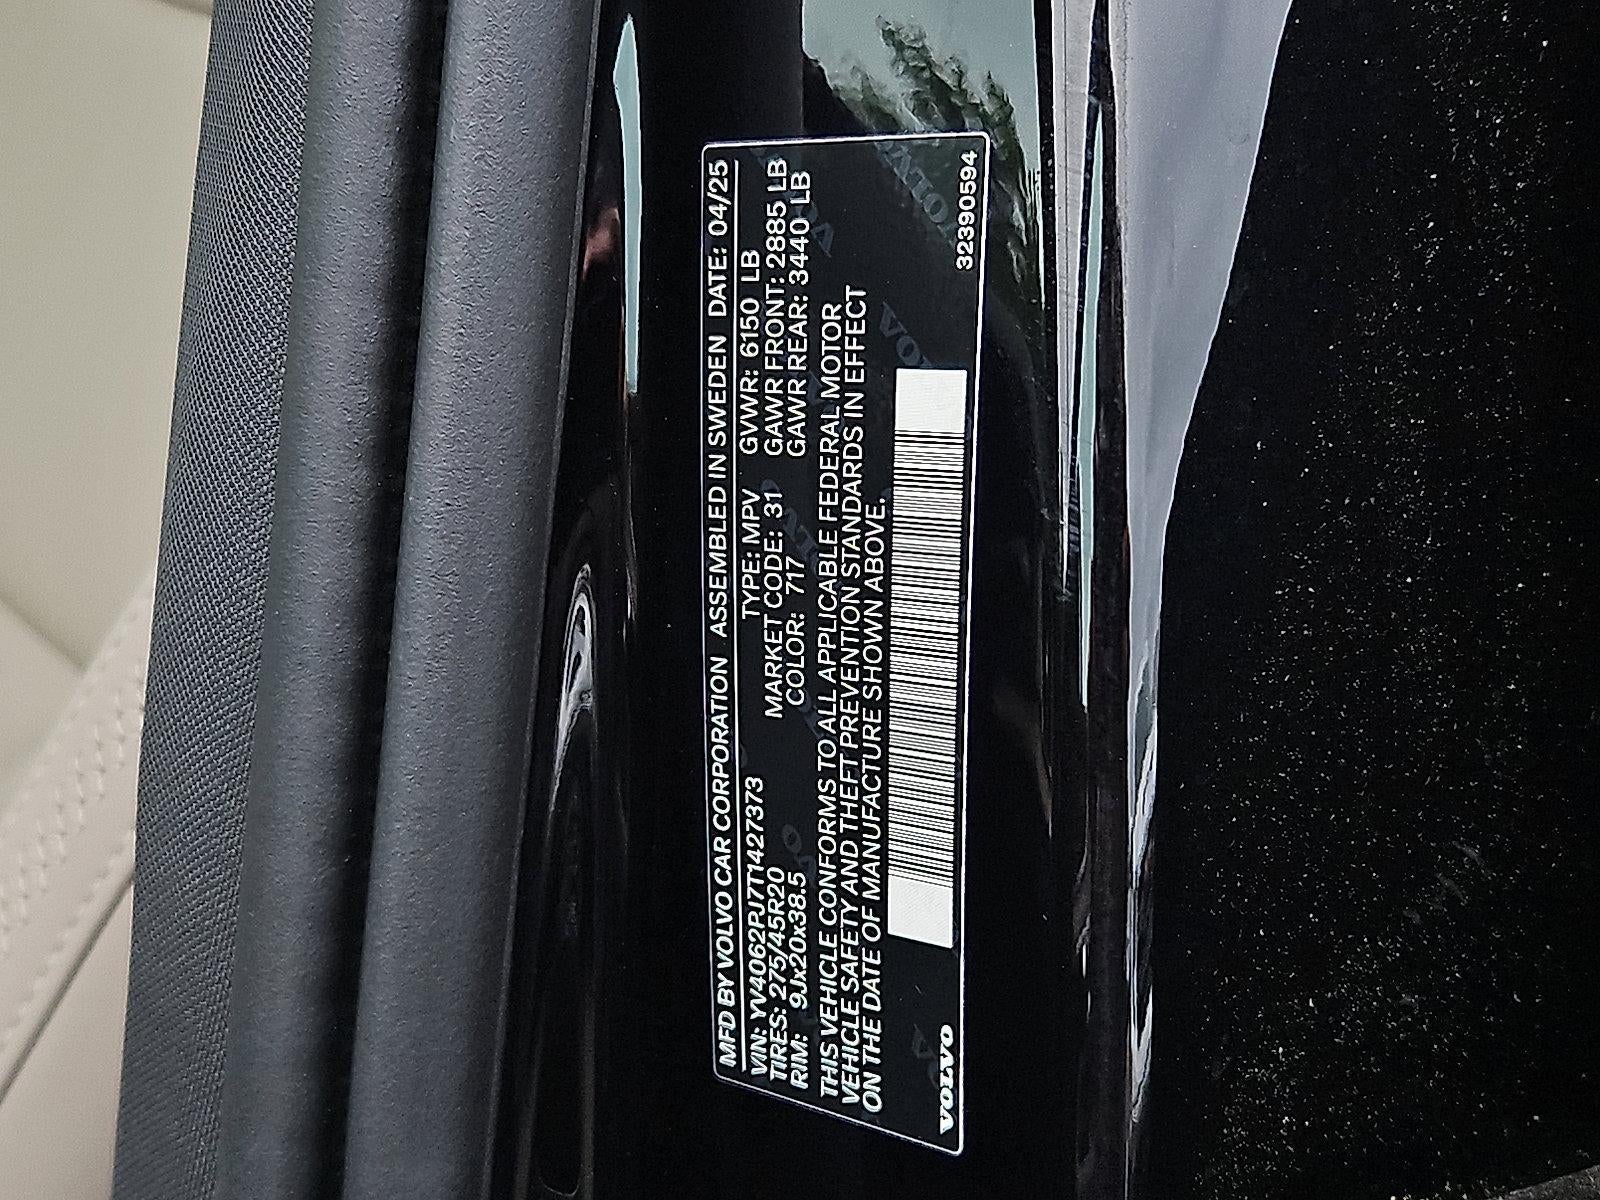 MFD BY VOLVO CAR CORPORATION ASSEMBLED IN SWEDEN DATE: 04/25
VIN: YV4062PJ7T1427373 TYPE: MPV GVWR: 6150 LB
TIRES: 275/45R20 MARKET CODE: 31 GAWR FRONT: 2885 LB
RIM: 9Jx20x38.5 COLOR: 717 GAWR REAR: 3440 LB
THIS VEHICLE CONFORMS TO ALL APPLICABLE FEDERAL MOTOR
VEHICLE SAFETY AND THEFT PREVENTION STANDARDS IN EFFECT
ON THE DATE OF MANUFACTURE SHOWN ABOVE.
VOLVO
32390594